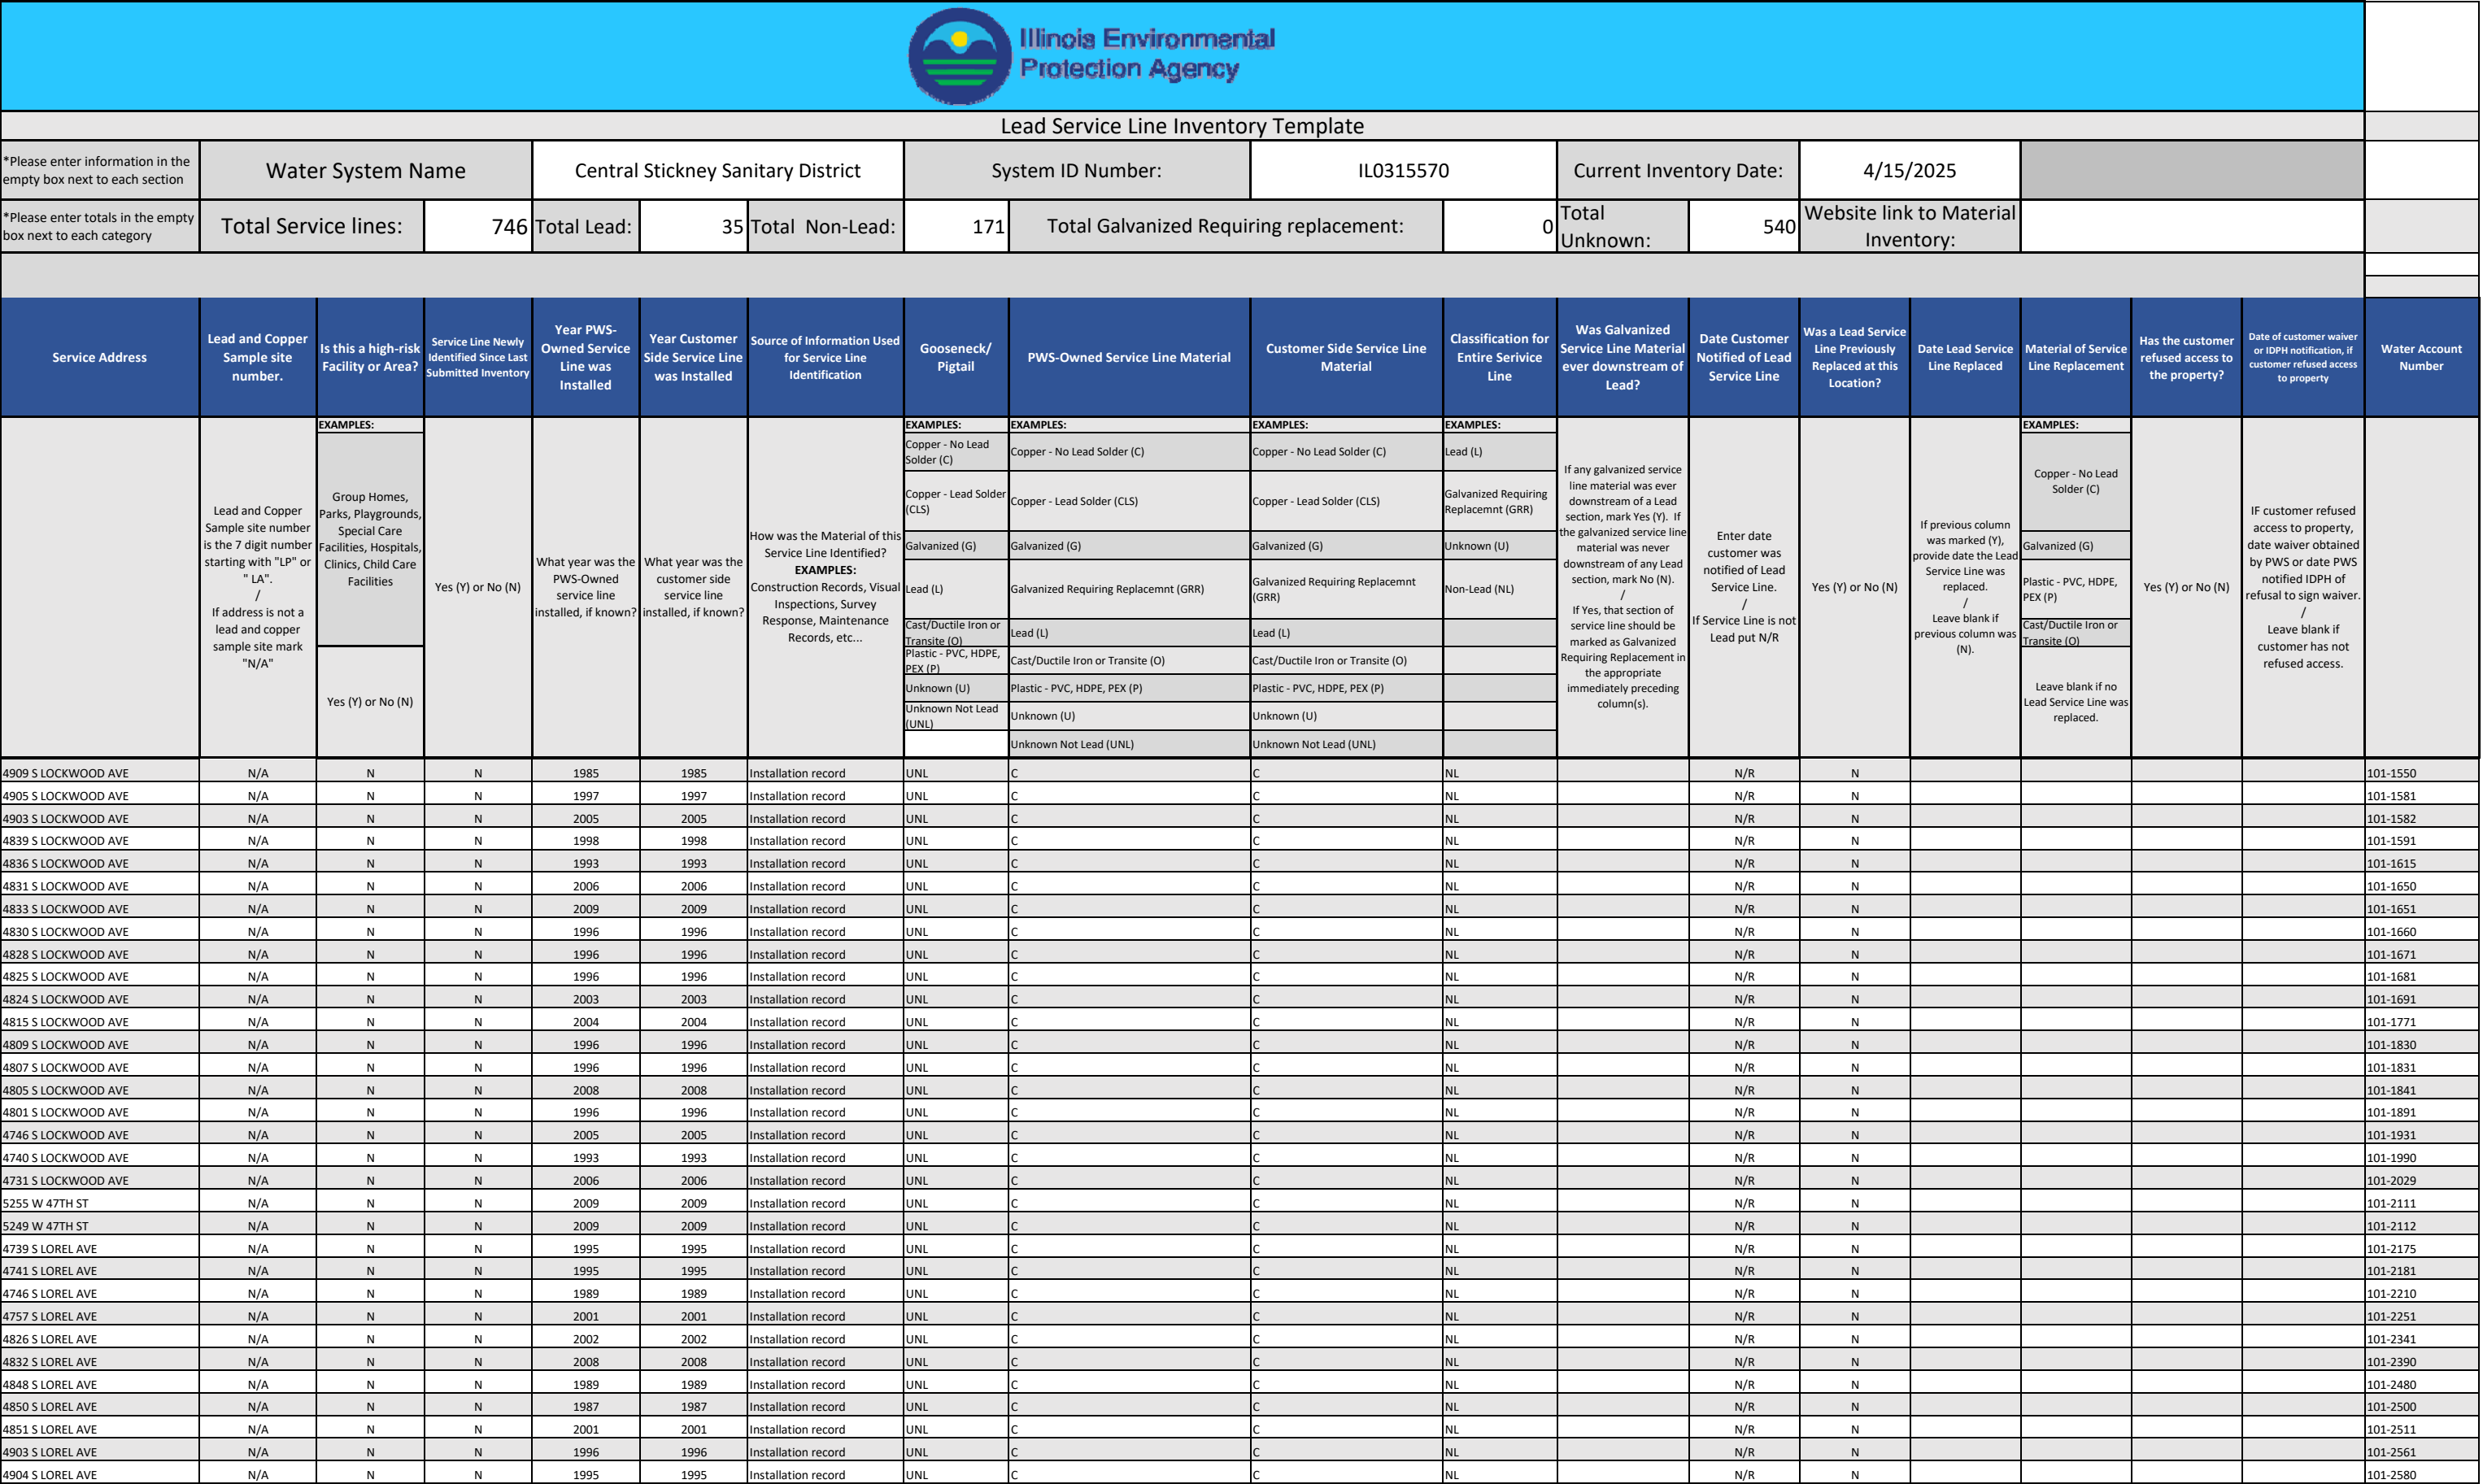 Illinois Environmental
Protection Agency
Lead Service Line Inventory Template
*Please enter information in the empty box next to each section Water System Name Central Stickney Sanitary District System ID Number: IL0315570 Current Inventory Date: 4/15/2025
*Please enter totals in the empty box next to each category Total Service lines: 746 Total Lead: 35 Total Non-Lead: 171 Total Galvanized Requiring replacement: 0 Total Unknown: 540 Website link to Material Inventory:
Service Address
Lead and Copper Sample site number.
Is this a high-risk Facility or Area?
Service Line Newly Identified Since Last Submitted Inventory
Year PWS-Owned Service Line was Installed
Year Customer Side Service Line was Installed
Source of Information Used for Service Line Identification
Gooseneck/ Pigtail
PWS-Owned Service Line Material
Customer Side Service Line Material
Classification for Entire Serivice Line
Was Galvanized Service Line Material ever downstream of Lead?
Date Customer Notified of Lead Service Line
Was a Lead Service Line Previously Replaced at this Location?
Date Lead Service Line Replaced
Material of Service Line Replacement
Has the customer refused access to the property?
Date of customer waiver or IDPH notification, if customer refused access to property
Water Account Number
Lead and Copper Sample site number is the 7 digit number starting with "LP" or " LA". / If address is not a lead and copper sample site mark "N/A"
EXAMPLES:
Group Homes, Parks, Playgrounds, Special Care Facilities, Hospitals, Clinics, Child Care Facilities
Yes (Y) or No (N)
Yes (Y) or No (N)
What year was the PWS-Owned service line installed, if known?
What year was the customer side service line installed, if known?
How was the Material of this Service Line Identified? EXAMPLES: Construction Records, Visual Inspections, Survey Response, Maintenance Records, etc...
EXAMPLES:
Copper - No Lead Solder (C)
Copper - Lead Solder (CLS)
Galvanized (G)
Lead (L)
Cast/Ductile Iron or Transite (O)
Plastic - PVC, HDPE, PEX (P)
Unknown (U)
Unknown Not Lead (UNL)
EXAMPLES:
Copper - No Lead Solder (C)
Copper - Lead Solder (CLS)
Galvanized (G)
Galvanized Requiring Replacemnt (GRR)
Lead (L)
Cast/Ductile Iron or Transite (O)
Plastic - PVC, HDPE, PEX (P)
Unknown (U)
Unknown Not Lead (UNL)
EXAMPLES:
Copper - No Lead Solder (C)
Copper - Lead Solder (CLS)
Galvanized (G)
Galvanized Requiring Replacemnt (GRR)
Lead (L)
Cast/Ductile Iron or Transite (O)
Plastic - PVC, HDPE, PEX (P)
Unknown (U)
Unknown Not Lead (UNL)
EXAMPLES:
Lead (L)
Galvanized Requiring Replacemnt (GRR)
Unknown (U)
Non-Lead (NL)
If any galvanized service line material was ever downstream of a Lead section, mark Yes (Y). If the galvanized service line material was never downstream of any Lead section, mark No (N). / If Yes, that section of service line should be marked as Galvanized Requiring Replacement in the appropriate immediately preceding column(s).
Enter date customer was notified of Lead Service Line. / If Service Line is not Lead put N/R
Yes (Y) or No (N)
If previous column was marked (Y), provide date the Lead Service Line was replaced. / Leave blank if previous column was (N).
EXAMPLES:
Copper - No Lead Solder (C)
Galvanized (G)
Plastic - PVC, HDPE, PEX (P)
Cast/Ductile Iron or Transite (O)
Leave blank if no Lead Service Line was replaced.
Yes (Y) or No (N)
IF customer refused access to property, date waiver obtained by PWS or date PWS notified IDPH of refusal to sign waiver. / Leave blank if customer has not refused access.
4909 S LOCKWOOD AVE N/A N N 1985 1985 Installation record UNL C C NL N/R N 101-1550
4905 S LOCKWOOD AVE N/A N N 1997 1997 Installation record UNL C C NL N/R N 101-1581
4903 S LOCKWOOD AVE N/A N N 2005 2005 Installation record UNL C C NL N/R N 101-1582
4839 S LOCKWOOD AVE N/A N N 1998 1998 Installation record UNL C C NL N/R N 101-1591
4836 S LOCKWOOD AVE N/A N N 1993 1993 Installation record UNL C C NL N/R N 101-1615
4831 S LOCKWOOD AVE N/A N N 2006 2006 Installation record UNL C C NL N/R N 101-1650
4833 S LOCKWOOD AVE N/A N N 2009 2009 Installation record UNL C C NL N/R N 101-1651
4830 S LOCKWOOD AVE N/A N N 1996 1996 Installation record UNL C C NL N/R N 101-1660
4828 S LOCKWOOD AVE N/A N N 1996 1996 Installation record UNL C C NL N/R N 101-1671
4825 S LOCKWOOD AVE N/A N N 1996 1996 Installation record UNL C C NL N/R N 101-1681
4824 S LOCKWOOD AVE N/A N N 2003 2003 Installation record UNL C C NL N/R N 101-1691
4815 S LOCKWOOD AVE N/A N N 2004 2004 Installation record UNL C C NL N/R N 101-1771
4809 S LOCKWOOD AVE N/A N N 1996 1996 Installation record UNL C C NL N/R N 101-1830
4807 S LOCKWOOD AVE N/A N N 1996 1996 Installation record UNL C C NL N/R N 101-1831
4805 S LOCKWOOD AVE N/A N N 2008 2008 Installation record UNL C C NL N/R N 101-1841
4801 S LOCKWOOD AVE N/A N N 1996 1996 Installation record UNL C C NL N/R N 101-1891
4746 S LOCKWOOD AVE N/A N N 2005 2005 Installation record UNL C C NL N/R N 101-1931
4740 S LOCKWOOD AVE N/A N N 1993 1993 Installation record UNL C C NL N/R N 101-1990
4731 S LOCKWOOD AVE N/A N N 2006 2006 Installation record UNL C C NL N/R N 101-2029
5255 W 47TH ST N/A N N 2009 2009 Installation record UNL C C NL N/R N 101-2111
5249 W 47TH ST N/A N N 2009 2009 Installation record UNL C C NL N/R N 101-2112
4739 S LOREL AVE N/A N N 1995 1995 Installation record UNL C C NL N/R N 101-2175
4741 S LOREL AVE N/A N N 1995 1995 Installation record UNL C C NL N/R N 101-2181
4746 S LOREL AVE N/A N N 1989 1989 Installation record UNL C C NL N/R N 101-2210
4757 S LOREL AVE N/A N N 2001 2001 Installation record UNL C C NL N/R N 101-2251
4826 S LOREL AVE N/A N N 2002 2002 Installation record UNL C C NL N/R N 101-2341
4832 S LOREL AVE N/A N N 2008 2008 Installation record UNL C C NL N/R N 101-2390
4848 S LOREL AVE N/A N N 1989 1989 Installation record UNL C C NL N/R N 101-2480
4850 S LOREL AVE N/A N N 1987 1987 Installation record UNL C C NL N/R N 101-2500
4851 S LOREL AVE N/A N N 2001 2001 Installation record UNL C C NL N/R N 101-2511
4903 S LOREL AVE N/A N N 1996 1996 Installation record UNL C C NL N/R N 101-2561
4904 S LOREL AVE N/A N N 1995 1995 Installation record UNL C C NL N/R N 101-2580